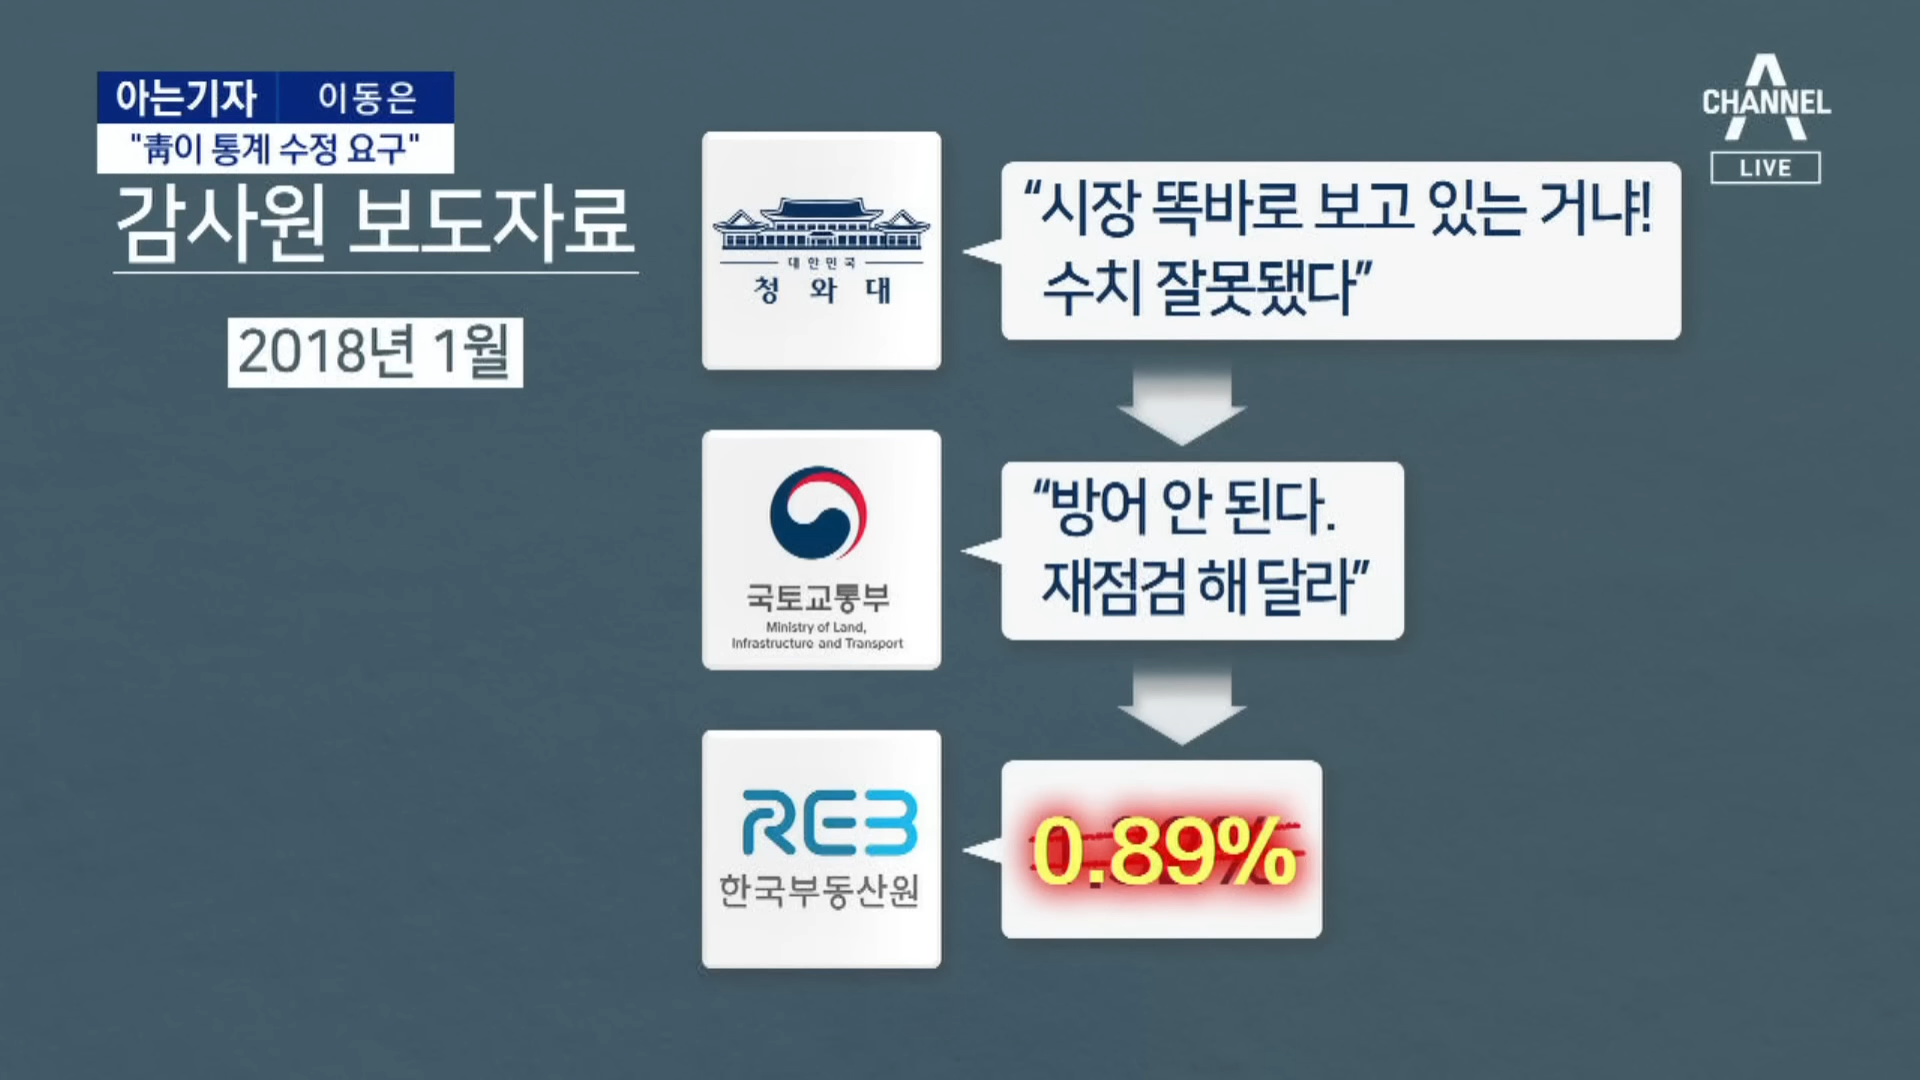 아는기자 이동은
"靑이 통계 수정 요구"
감사원 보도자료
2018년 1월
CHANNEL A
LIVE
대한민국
청와대
“시장 똑바로 보고 있는 거냐!
수치 잘못됐다”
국토교통부
Ministry of Land,
Infrastructure and Transport
“방어 안 된다.
재점검 해 달라”
REB
한국부동산원
0.89%